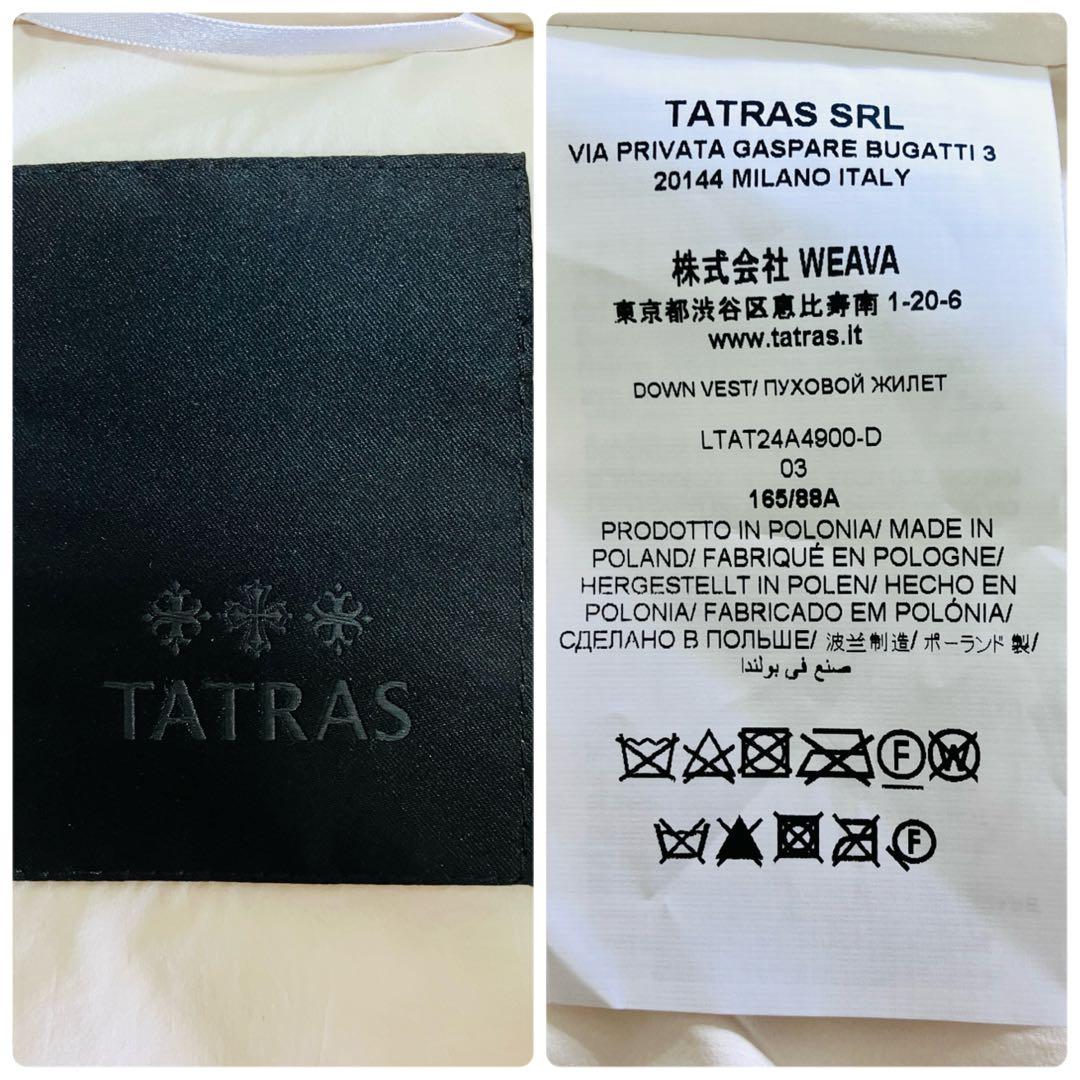 TATRAS
TATRAS SRL
VIA PRIVATA GASPARE BUGATTI 3
20144 MILANO ITALY
株式会社 WEAVA
東京都渋谷区恵比寿南 1-20-6
www.tatras.it
DOWN VEST/ ПУХОВОЙ ЖИЛЕТ
LTAT24A4900-D
03
165/88A
PRODOTTO IN POLONIA/ MADE IN
POLAND/ FABRIQUÉ EN POLOGNE/
HERGESTELLT IN POLEN/ HECHO EN
POLONIA/ FABRICADO EM POLÓNIA/
СДЕЛАНО В ПОЛЬШЕ/ 波兰制造/ ポーランド製/
صنع في بولندا
F W
F